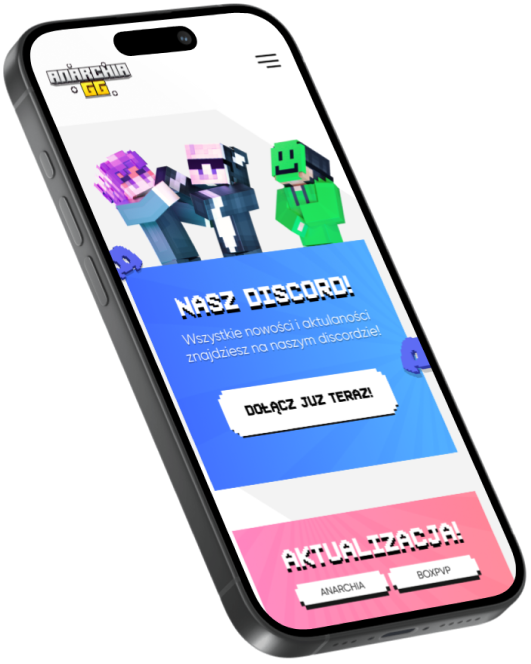 ANARCHIA
GG
NASZ DISCORD!
Wszystkie nowości i aktulaności
znajdziesz na naszym discordzie!
DOŁĄCZ JUZ TERAZ!
AKTUALIZACJA!
ANARCHIA
BOXPVP